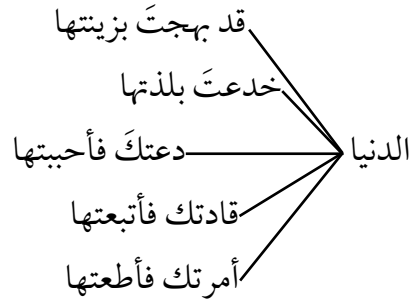 قد بهجتَ بزينتها
خدعتَ بلذتها
الدنيا
دعتكَ فأحببتها
قادتك فأتبعتها
أمرتك فأطعتها